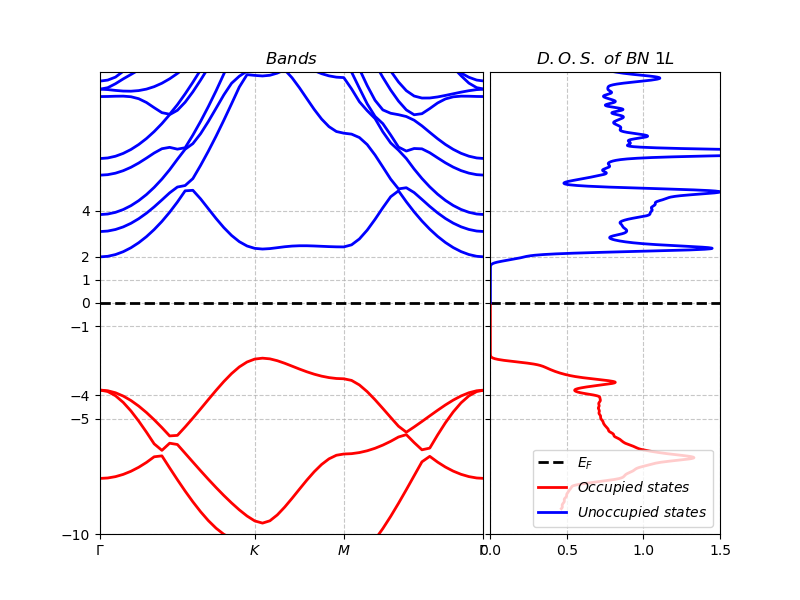 Bands
D.O.S. of BN 1L
4
2
1
0
−1
−4
−5
−10
Γ
K
M
Γ
0.0
0.5
1.0
1.5
E_F
Occupied states
Unoccupied states